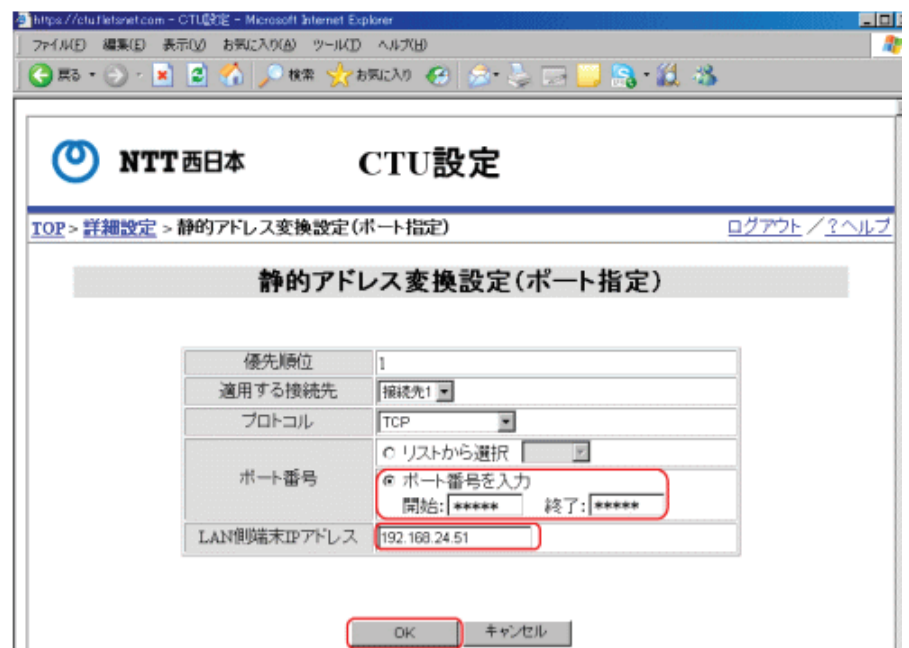 https://ctu.fletsnet.com - CTU設定 - Microsoft Internet Explorer
ファイル(F) 編集(E) 表示(V) お気に入り(A) ツール(T) ヘルプ(H)
戻る 検索 お気に入り
NTT西日本 CTU設定
TOP > 詳細設定 > 静的アドレス変換設定(ポート指定) ログアウト / ? ヘルプ
静的アドレス変換設定(ポート指定)
優先順位 1
適用する接続先 接続先1
プロトコル TCP
ポート番号
リストから選択
ポート番号を入力
開始: ***** 終了: *****
LAN側端末IPアドレス 192.168.24.51
OK キャンセル